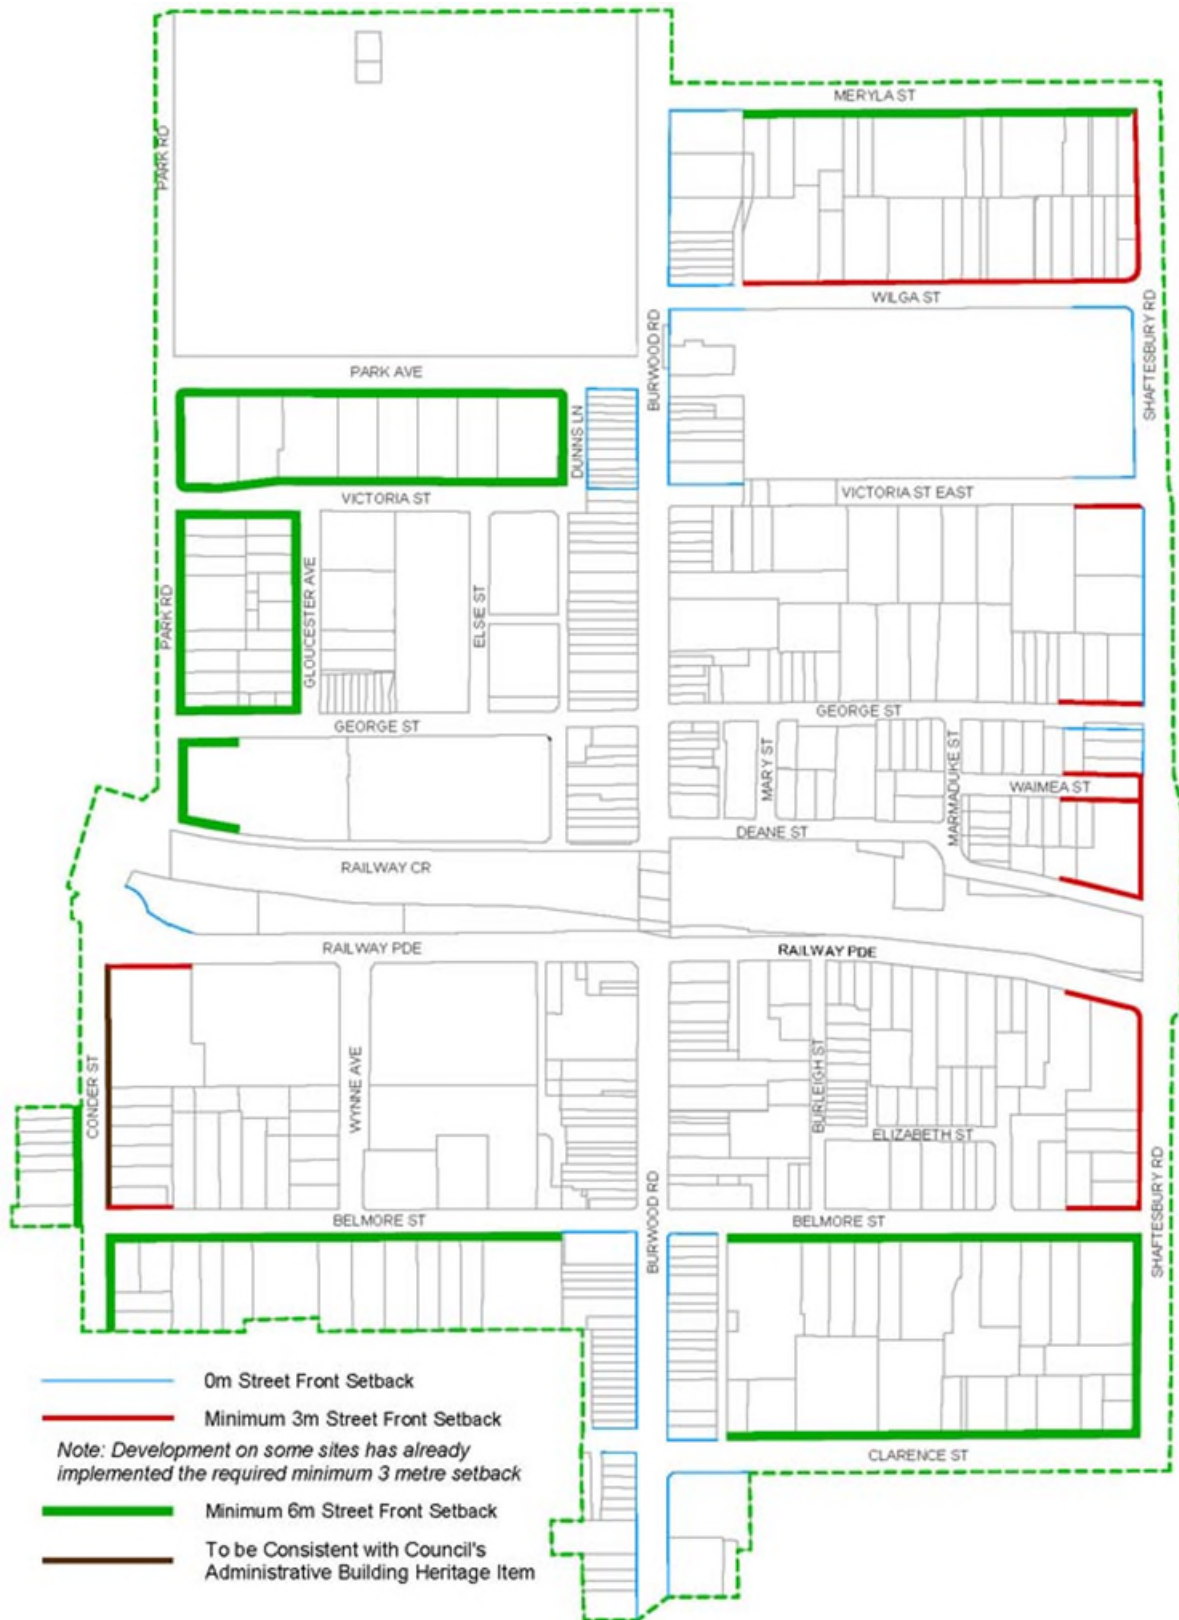 MERYLA ST
PARK RD
WILGA ST
BURWOOD RD
SHAFTESBURY RD
PARK AVE
DUNNS LN
VICTORIA ST
VICTORIA ST EAST
PARK RD
GLOUCESTER AVE
ELSIE ST
GEORGE ST
GEORGE ST
MARY ST
MARMADUKE ST
WAIMEA ST
DEANE ST
RAILWAY CR
RAILWAY PDE
RAILWAY PDE
CONDER ST
WYNNE AVE
BURLEIGH ST
ELIZABETH ST
BURWOOD RD
SHAFTESBURY RD
BELMORE ST
BELMORE ST
CLARENCE ST
0m Street Front Setback
Minimum 3m Street Front Setback
Note: Development on some sites has already
implemented the required minimum 3 metre setback
Minimum 6m Street Front Setback
To be Consistent with Council's
Administrative Building Heritage Item